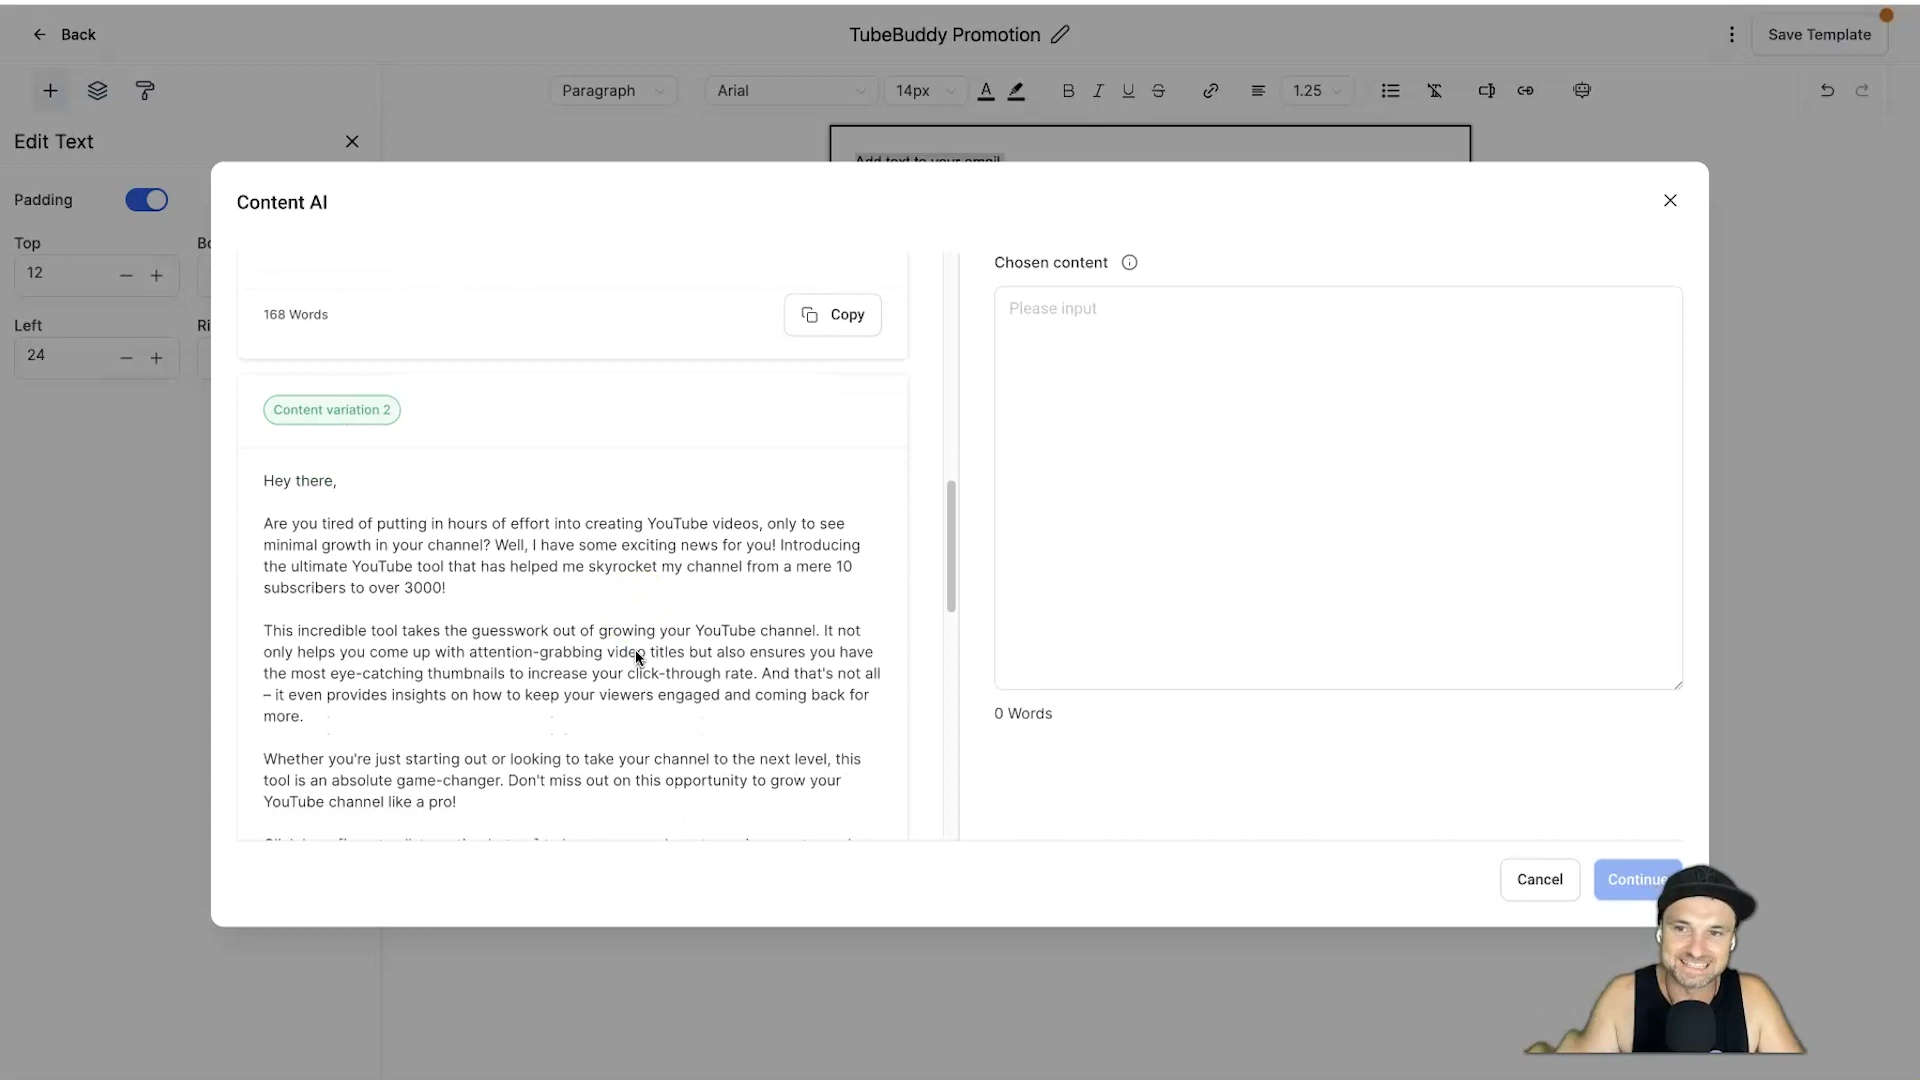 Back
TubeBuddy Promotion
Save Template
Paragraph
Arial
14px
A
B I U S
1.25
Edit Text
Padding
Top
12
Left
24
Add text to your email
Content AI
168 Words
Copy
Content variation 2
Hey there,
Are you tired of putting in hours of effort into creating YouTube videos, only to see
minimal growth in your channel? Well, I have some exciting news for you! Introducing
the ultimate YouTube tool that has helped me skyrocket my channel from a mere 10
subscribers to over 3000!
This incredible tool takes the guesswork out of growing your YouTube channel. It not
only helps you come up with attention-grabbing video titles but also ensures you have
the most eye-catching thumbnails to increase your click-through rate. And that's not all
– it even provides insights on how to keep your viewers engaged and coming back for
more.
Whether you're just starting out or looking to take your channel to the next level, this
tool is an absolute game-changer. Don't miss out on this opportunity to grow your
YouTube channel like a pro!
Chosen content
Please input
0 Words
Cancel
Continue